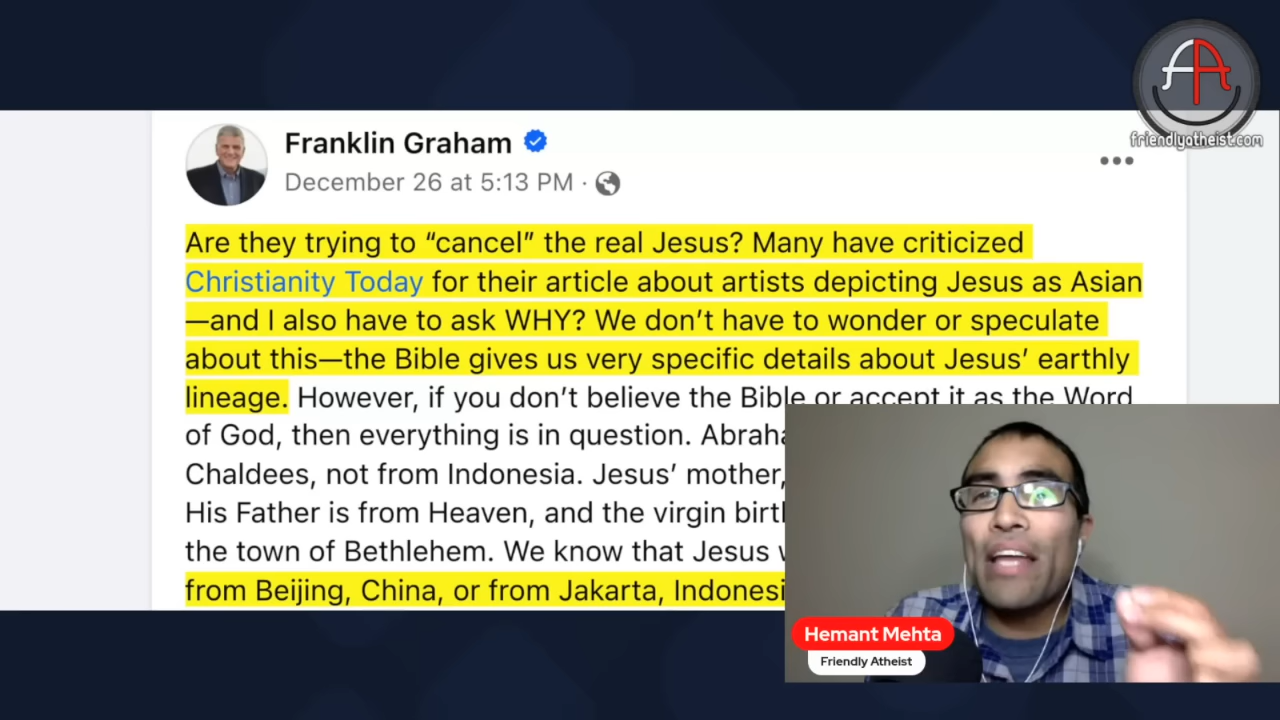 AA
friendlyatheist.com
Franklin Graham
December 26 at 5:13 PM ·
Are they trying to “cancel” the real Jesus? Many have criticized
Christianity Today for their article about artists depicting Jesus as Asian
—and I also have to ask WHY? We don’t have to wonder or speculate
about this—the Bible gives us very specific details about Jesus’ earthly
lineage. However, if you don’t believe the Bible or accept it as the Word
of God, then everything is in question.
Chaldees, not from Indonesia. Jesus’ mother,
His Father is from Heaven, and the virgin
the town of Bethlehem. We know that Jesus
from Beijing, China, or from Jakarta,
Hemant Mehta
Friendly Atheist